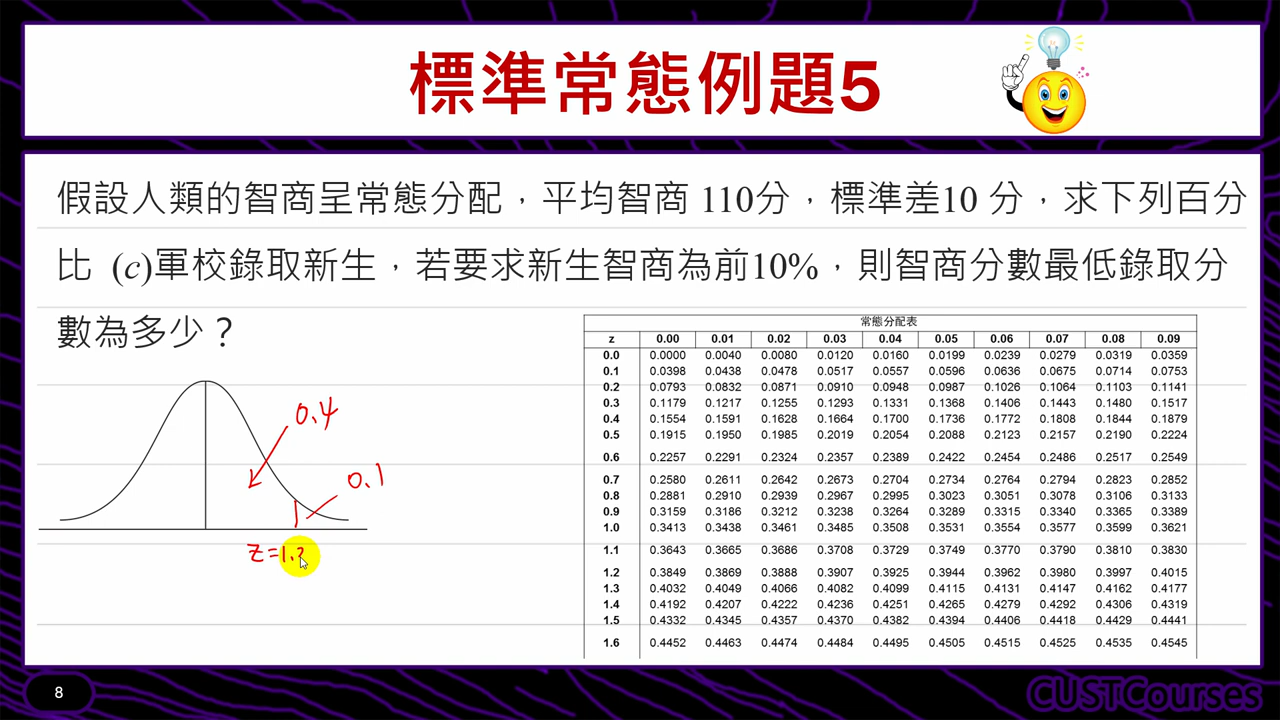 標準常態例題5
假設人類的智商呈常態分配，平均智商 110分，標準差10 分，求下列百分
比 (c)軍校錄取新生，若要求新生智商為前10%，則智商分數最低錄取分
數為多少？
0.4
0.1
z=1.2
常態分配表
z 0.00 0.01 0.02 0.03 0.04 0.05 0.06 0.07 0.08 0.09
0.0 0.0000 0.0040 0.0080 0.0120 0.0160 0.0199 0.0239 0.0279 0.0319 0.0359
0.1 0.0398 0.0438 0.0478 0.0517 0.0557 0.0596 0.0636 0.0675 0.0714 0.0753
0.2 0.0793 0.0832 0.0871 0.0910 0.0948 0.0987 0.1026 0.1064 0.1103 0.1141
0.3 0.1179 0.1217 0.1255 0.1293 0.1331 0.1368 0.1406 0.1443 0.1480 0.1517
0.4 0.1554 0.1591 0.1628 0.1664 0.1700 0.1736 0.1772 0.1808 0.1844 0.1879
0.5 0.1915 0.1950 0.1985 0.2019 0.2054 0.2088 0.2123 0.2157 0.2190 0.2224
0.6 0.2257 0.2291 0.2324 0.2357 0.2389 0.2422 0.2454 0.2486 0.2517 0.2549
0.7 0.2580 0.2611 0.2642 0.2673 0.2704 0.2734 0.2764 0.2794 0.2823 0.2852
0.8 0.2881 0.2910 0.2939 0.2967 0.2995 0.3023 0.3051 0.3078 0.3106 0.3133
0.9 0.3159 0.3186 0.3212 0.3238 0.3264 0.3289 0.3315 0.3340 0.3365 0.3389
1.0 0.3413 0.3438 0.3461 0.3485 0.3508 0.3531 0.3554 0.3577 0.3599 0.3621
1.1 0.3643 0.3665 0.3686 0.3708 0.3729 0.3749 0.3770 0.3790 0.3810 0.3830
1.2 0.3849 0.3869 0.3888 0.3907 0.3925 0.3944 0.3962 0.3980 0.3997 0.4015
1.3 0.4032 0.4049 0.4066 0.4082 0.4099 0.4115 0.4131 0.4147 0.4162 0.4177
1.4 0.4192 0.4207 0.4222 0.4236 0.4251 0.4265 0.4279 0.4292 0.4306 0.4319
1.5 0.4332 0.4345 0.4357 0.4370 0.4382 0.4394 0.4406 0.4418 0.4429 0.4441
1.6 0.4452 0.4463 0.4474 0.4484 0.4495 0.4505 0.4515 0.4525 0.4535 0.4545
8
CUSTCourses